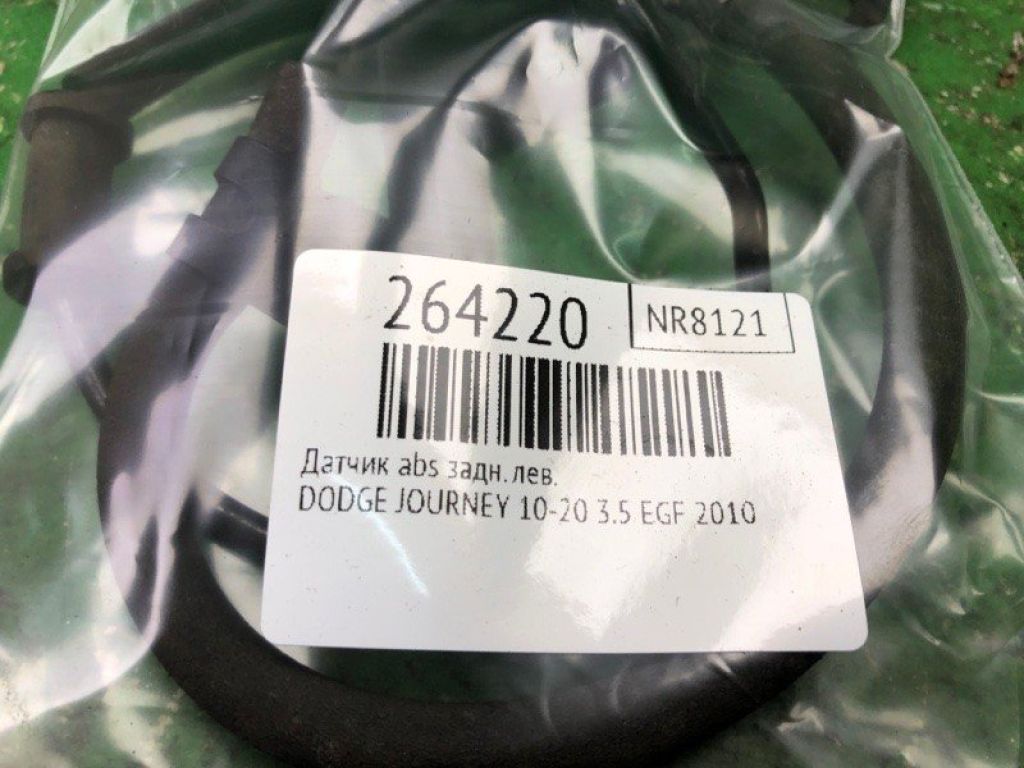 264220
NR8121
Датчик abs задн.лев.
DODGE JOURNEY 10-20 3.5 EGF 2010